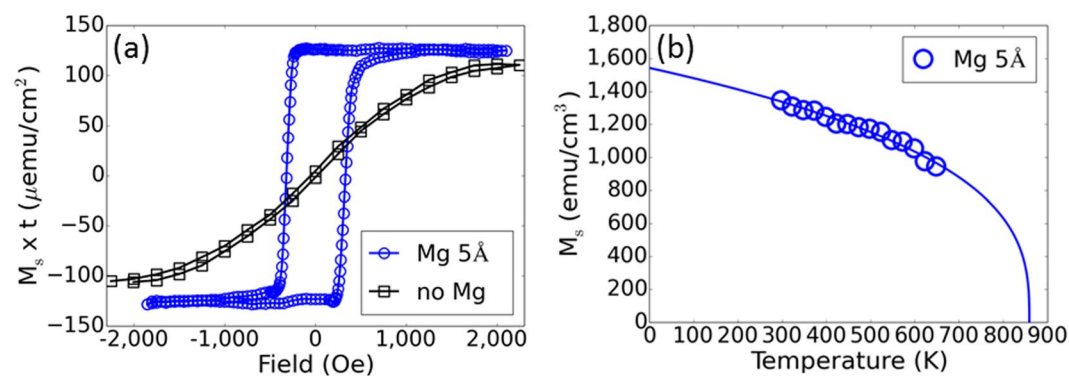 (a)
150
100
50
0
−50
−100
−150
M_s x t (μemu/cm²)
Mg 5Å
no Mg
-2,000 -1,000 0 1,000 2,000
Field (Oe)
(b)
1,800
1,600
1,400
1,200
1,000
800
600
400
200
0
M_s (emu/cm³)
Mg 5Å
0 100 200 300 400 500 600 700 800 900
Temperature (K)